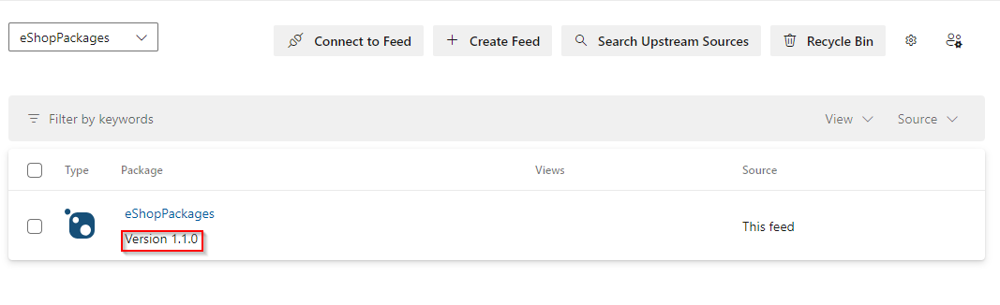 eShopPackages
Connect to Feed
Create Feed
Search Upstream Sources
Recycle Bin
Filter by keywords
View
Source
Type
Package
Views
Source
eShopPackages
Version 1.1.0
This feed